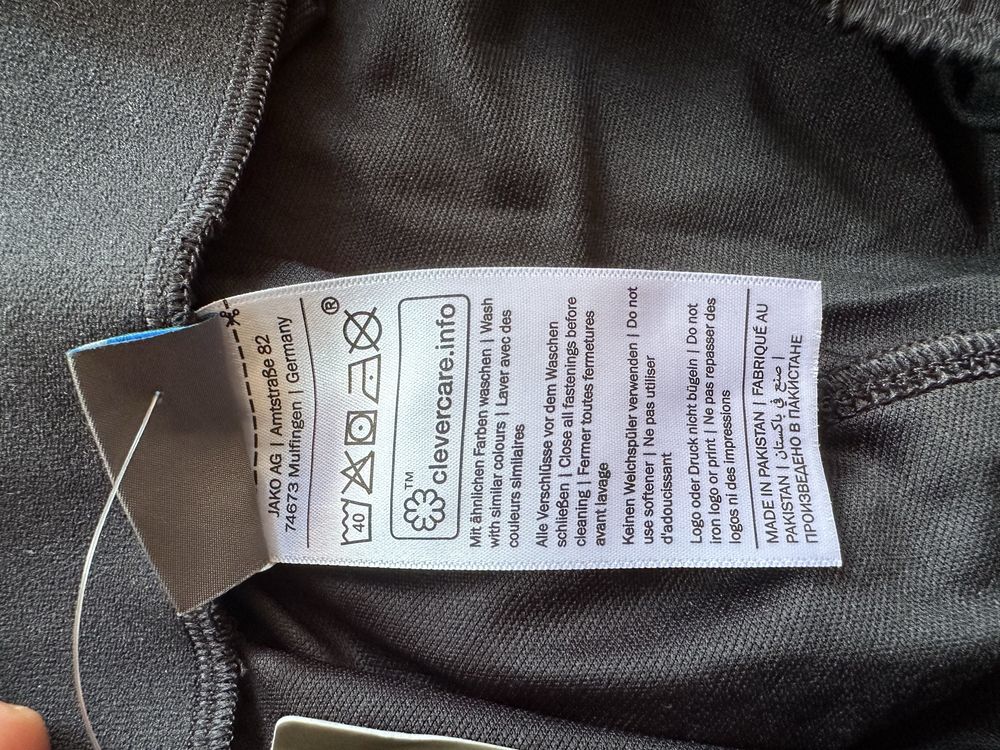 JAKO AG | Amtstraße 82
74673 Mulfingen | Germany
®
40
clevercare.info
™
Mit ähnlichen Farben waschen | Wash
with similar colours | Laver avec des
couleurs similaires
Alle Verschlüsse vor dem Waschen
schließen | Close all fastenings before
cleaning | Fermer toutes fermetures
avant lavage
Keinen Weichspüler verwenden | Do not
use softener | Ne pas utiliser
d'adoucissant
Logo oder Druck nicht bügeln | Do not
iron logo or print | Ne pas repasser des
logos ni des impressions
MADE IN PAKISTAN | FABRIQUÉ AU
PAKISTAN | صنع في باكستان |
ПРОИЗВЕДЕНО В ПАКИСТАНЕ